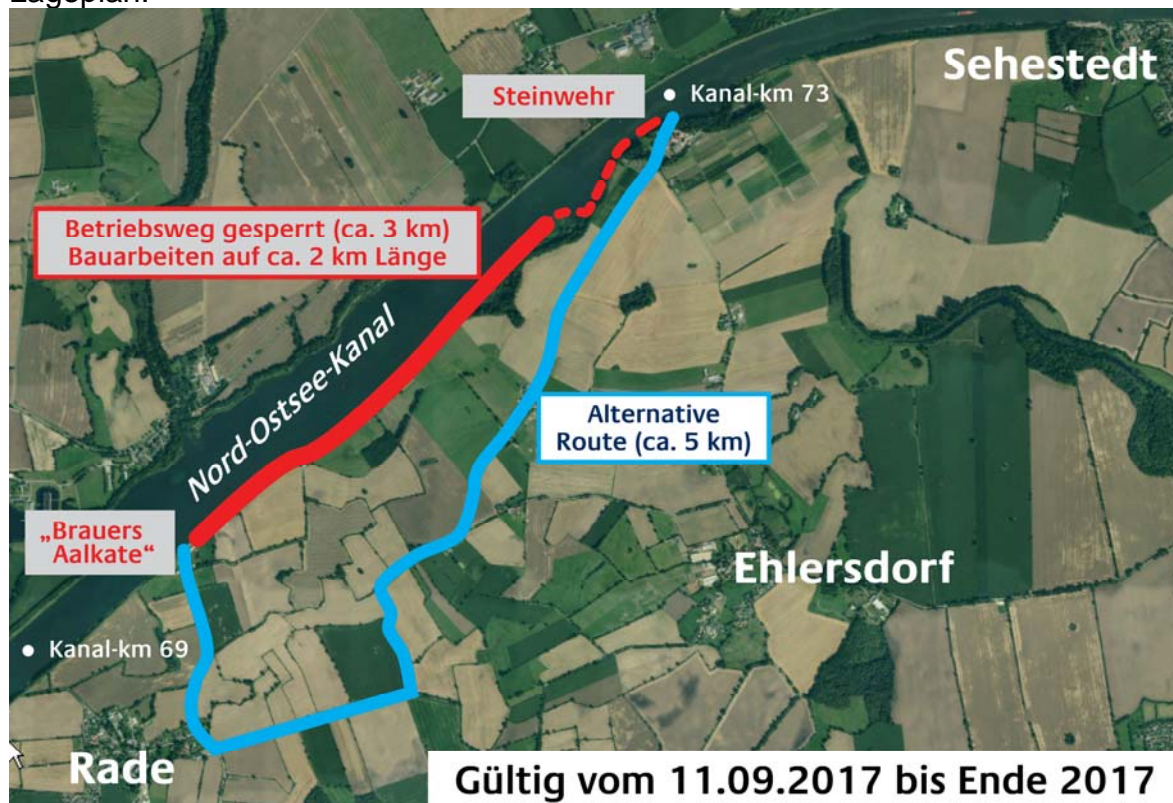 Lageplan:
Sehestedt
Steinwehr
Kanal-km 73
Betriebsweg gesperrt (ca. 3 km)
Bauarbeiten auf ca. 2 km Länge
Nord-Ostsee-Kanal
Alternative
Route (ca. 5 km)
„Brauers
Aalkate“
Ehlersdorf
Kanal-km 69
Rade
Gültig vom 11.09.2017 bis Ende 2017